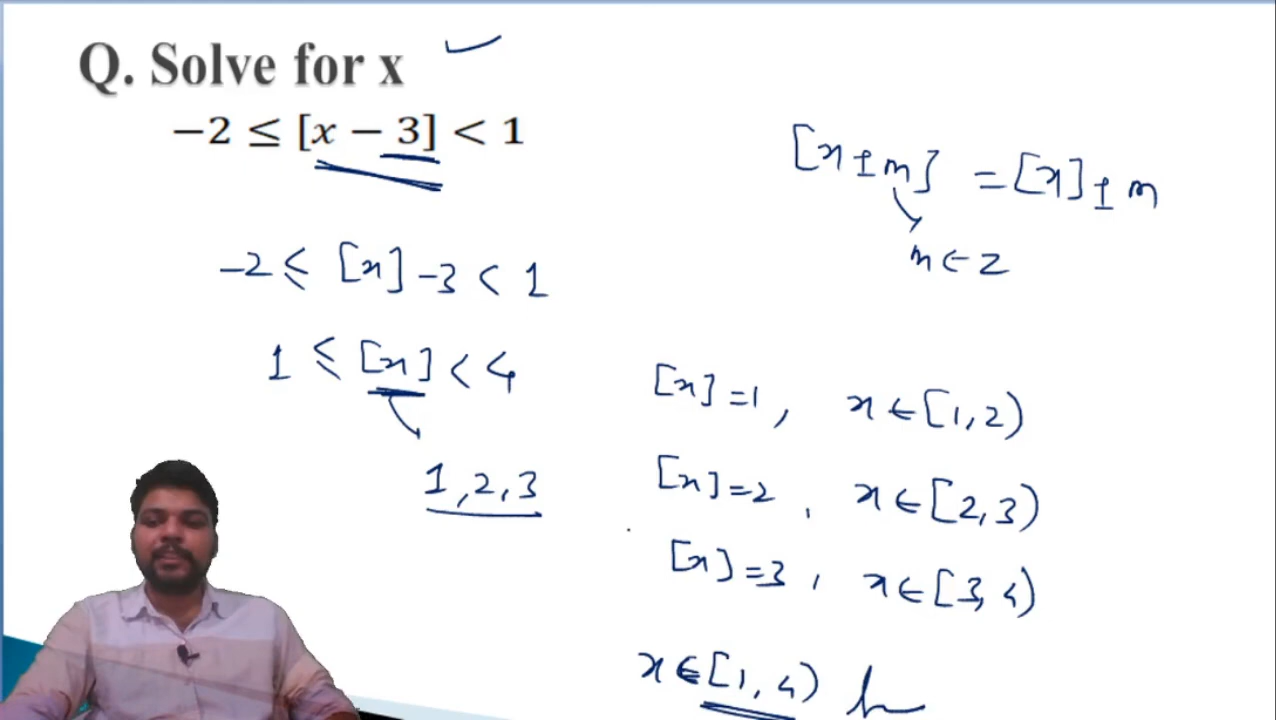 Q. Solve for x
−2 ≤ [x − 3] < 1
[x ± m] = [x] ± m
m ∈ Z
-2 ≤ [x] -3 < 1
1 ≤ [x] < 4
1, 2, 3
[x] = 1, x ∈ [1, 2)
[x] = 2, x ∈ [2, 3)
[x] = 3, x ∈ [3, 4)
x ∈ [1, 4)